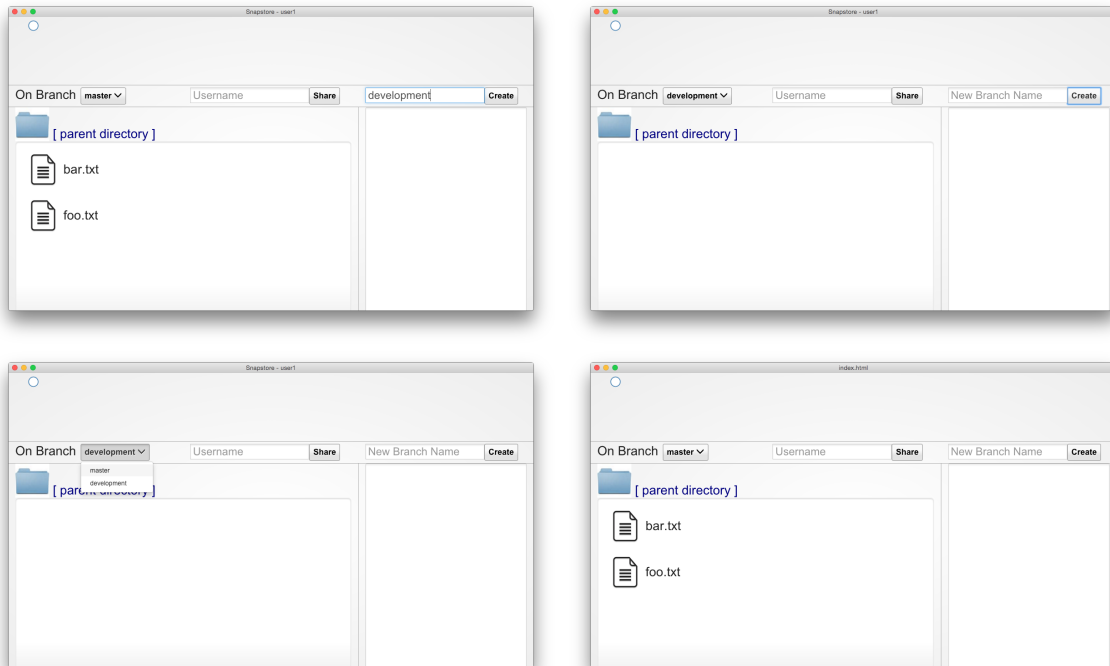 Snapstore - user1
On Branch master Username Share development Create
[ parent directory ]
bar.txt
foo.txt
Snapstore - user1
On Branch development Username Share New Branch Name Create
[ parent directory ]
Snapstore - user1
On Branch development Username Share New Branch Name Create
master
development
[ parent directory ]
index.html
On Branch master Username Share New Branch Name Create
[ parent directory ]
bar.txt
foo.txt